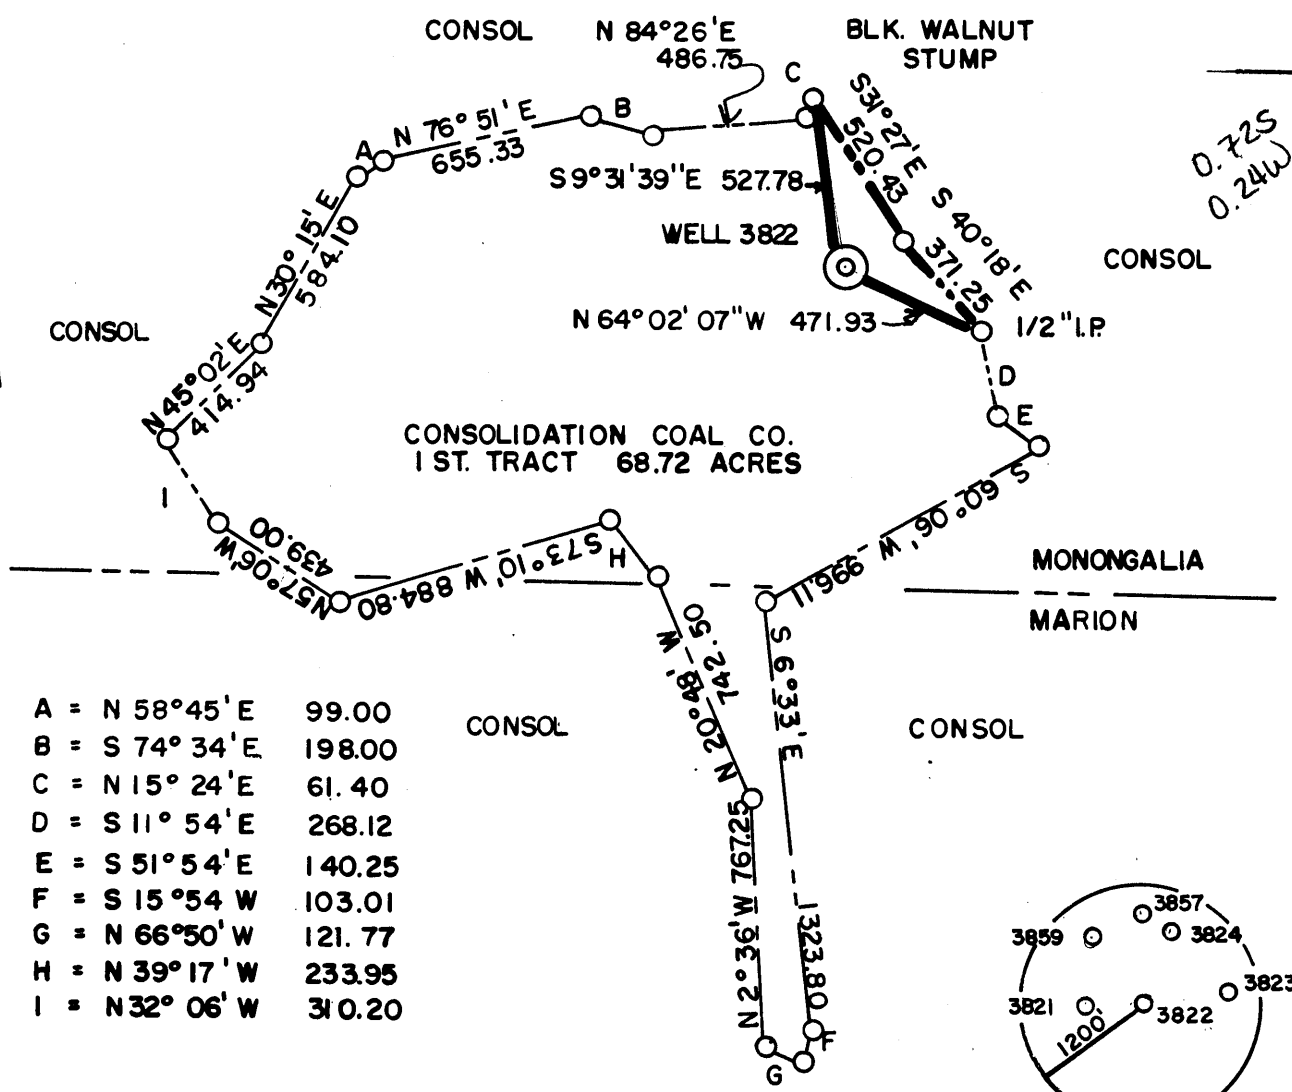 CONSOL
N 84°26'E
486.75
BLK. WALNUT
STUMP
C
S31°27'E
520.43
S 40°18'E
371.25
0.72S
0.24W
A
N 76°51'E
655.33
B
S9°31'39"E 527.78
WELL 3822
CONSOL
N30°15'E
584.10
N 64°02'07"W 471.93
1/2" I.P.
CONSOL
D
E
N45°02'E
414.94
CONSOLIDATION COAL CO.
1 ST. TRACT 68.72 ACRES
S 60°06' W 996.11
I
N57°06'W
439.00
S73°10'W 884.80
H
MONONGALIA
MARION
N 20°48' W
742.50
S 6°33'E
1323.80
CONSOL
CONSOL
N 2°36'W 767.25
F
G
A = N 58°45'E 99.00
B = S 74°34'E 198.00
C = N 15°24'E 61.40
D = S 11°54'E 268.12
E = S 51°54'E 140.25
F = S 15°54 W 103.01
G = N 66°50'W 121.77
H = N 39°17'W 233.95
I = N 32°06'W 310.20
3857
3859
3824
3823
3821
3822
1200'